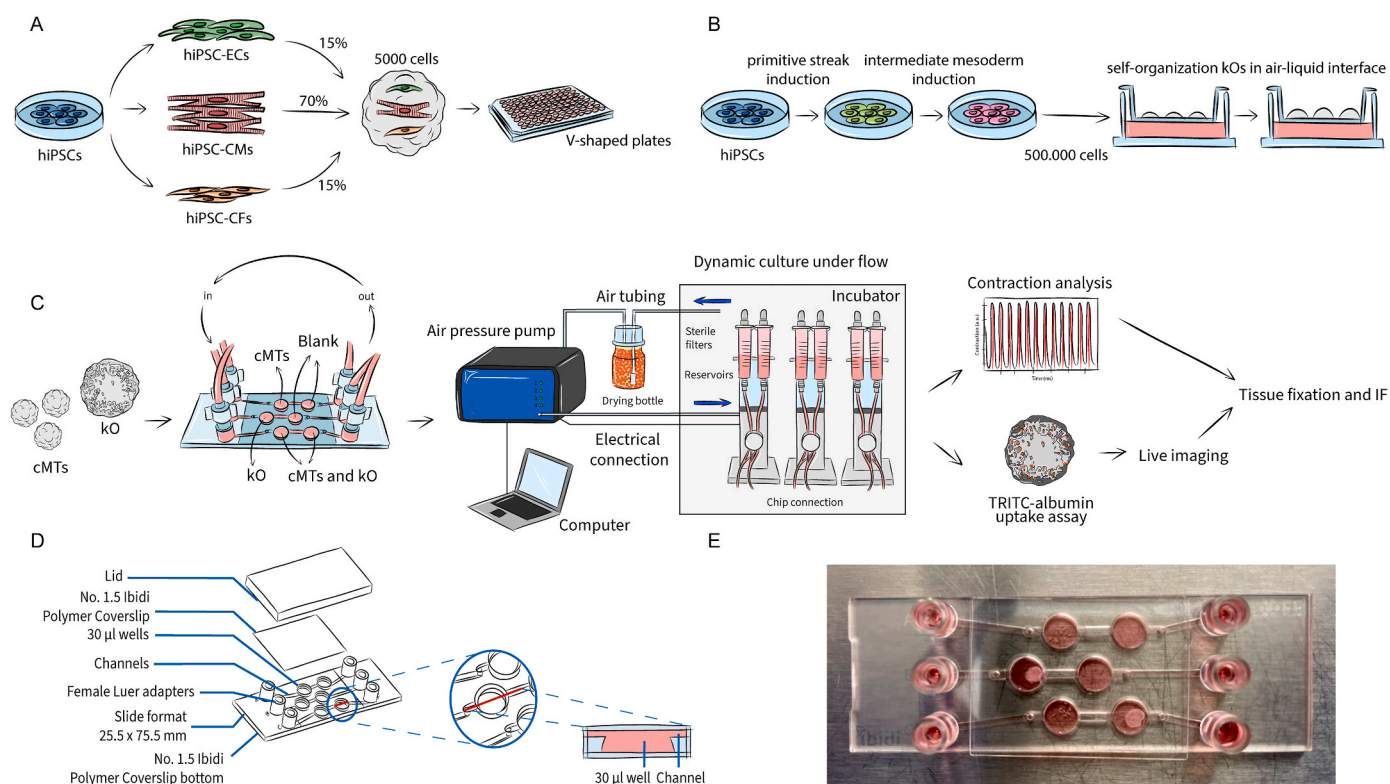 A
hiPSC-ECs
15%
5000 cells
hiPSCs
70%
hiPSC-CMs
V-shaped plates
15%
hiPSC-CFs
B
primitive streak
induction
intermediate mesoderm
induction
self-organization kOs in air-liquid interface
hiPSCs
500.000 cells
C
in
out
cMTs
Blank
kO
cMTs
kO
cMTs and kO
Air pressure pump
Air tubing
Drying bottle
Electrical
connection
Computer
Dynamic culture under flow
Incubator
Sterile
filters
Reservoirs
Chip connection
Contraction analysis
Contraction (a.u.)
Time(ms)
TRITC-albumin
uptake assay
Live imaging
Tissue fixation and IF
D
Lid
No. 1.5 Ibidi
Polymer Coverslip
30 µl wells
Channels
Female Luer adapters
Slide format
25.5 x 75.5 mm
No. 1.5 Ibidi
Polymer Coverslip bottom
30 µl well
Channel
E
ibidi